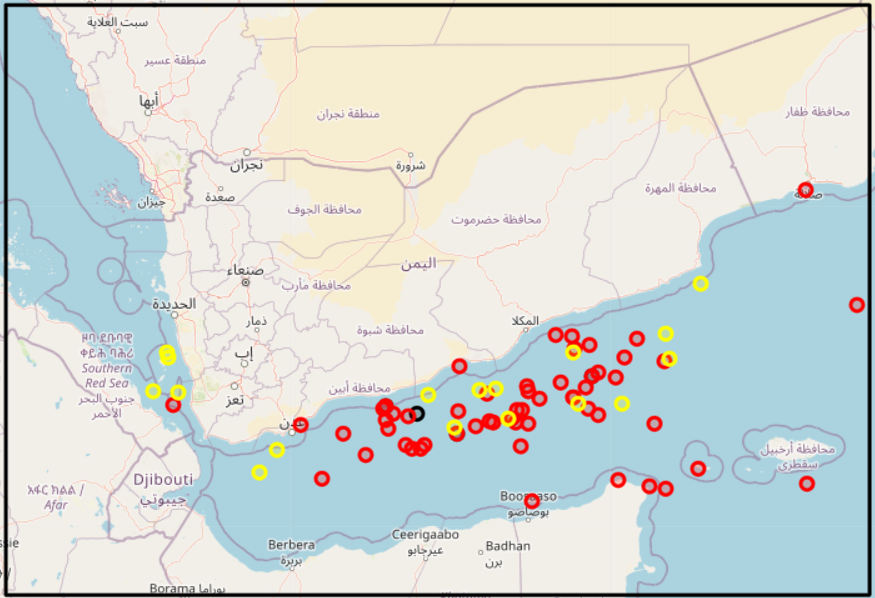 سبت العلاية
منطقة عسير
أبها
محافظة ظفار
منطقة نجران
نجران
شرورة
جيزان
صعدة
محافظة المهرة
محافظة الجوف
محافظة حضرموت
صنعاء
اليمن
محافظة مأرب
الحديدة
ذمار
محافظة شبوة
المكلا
إب
Southern
Red Sea
جنوب البحر
الأحمر
تعز
محافظة أبين
عدن
محافظة أرخبيل
سقطرى
Djibouti
جيبوتي
Afar
بوصاصو
Ceerigaabo
عيرجابو
Berbera
بربرة
Badhan
برن
Borama بوراما